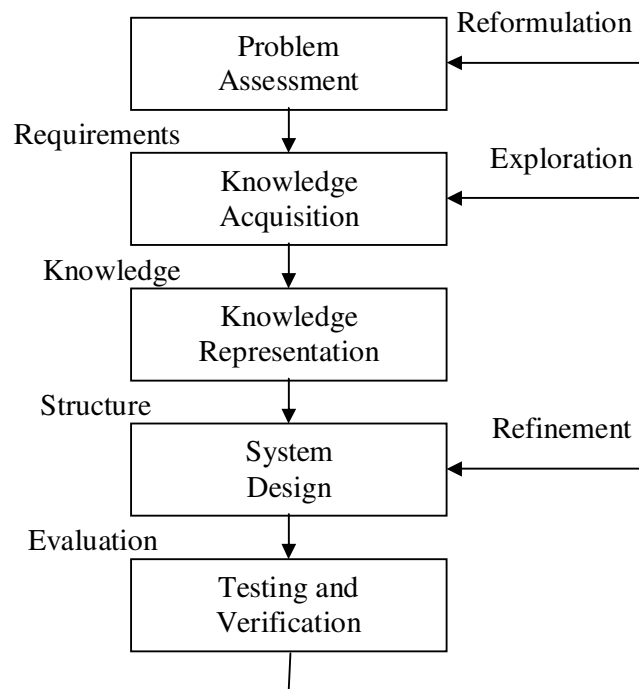 Problem
Assessment
Reformulation
Requirements
Knowledge
Acquisition
Exploration
Knowledge
Knowledge
Representation
Structure
System
Design
Refinement
Evaluation
Testing and
Verification